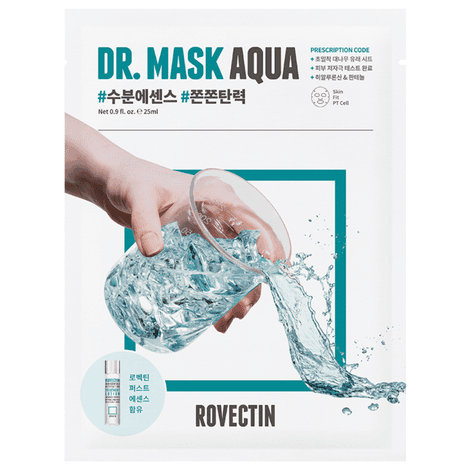 DR. MASK AQUA
#수분에센스 #쫀쫀탄력
Net 0.9 fl. oz. ℮ 25ml
PRESCRIPTION CODE
+ 초밀착 대나무 유래 시트
+ 피부 저자극 테스트 완료
+ 히알루론산 & 판테놀
Skin
Fit
PT Cell
로벡틴
퍼스트
에센스
함유
ROVECTIN